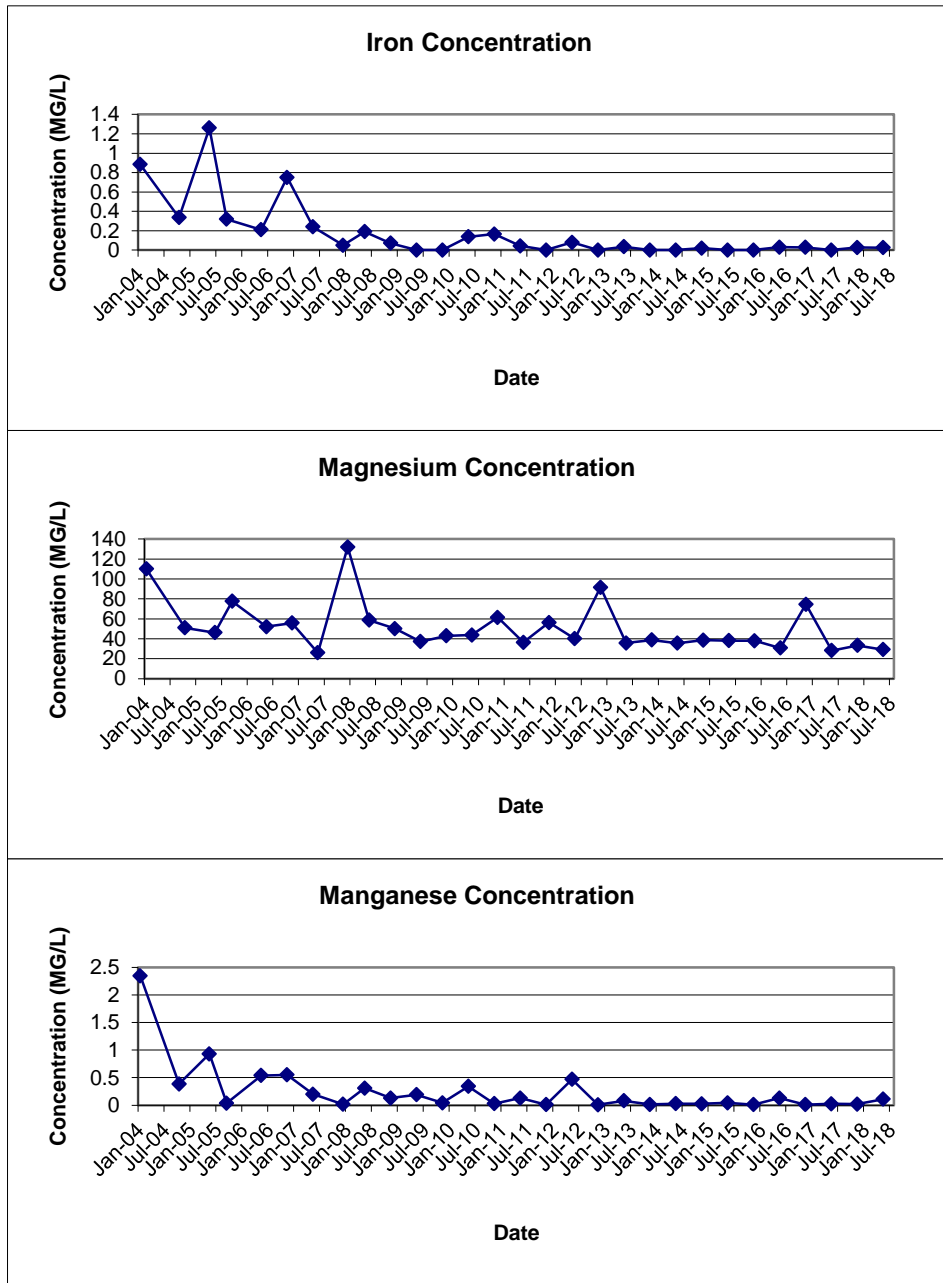 Iron Concentration
Concentration (MG/L)
1.4
1.2
1
0.8
0.6
0.4
0.2
0
Jan-04
Jul-04
Jan-05
Jul-05
Jan-06
Jul-06
Jan-07
Jul-07
Jan-08
Jul-08
Jan-09
Jul-09
Jan-10
Jul-10
Jan-11
Jul-11
Jan-12
Jul-12
Jan-13
Jul-13
Jan-14
Jul-14
Jan-15
Jul-15
Jan-16
Jul-16
Jan-17
Jul-17
Jan-18
Jul-18
Date
Magnesium Concentration
Concentration (MG/L)
140
120
100
80
60
40
20
0
Jan-04
Jul-04
Jan-05
Jul-05
Jan-06
Jul-06
Jan-07
Jul-07
Jan-08
Jul-08
Jan-09
Jul-09
Jan-10
Jul-10
Jan-11
Jul-11
Jan-12
Jul-12
Jan-13
Jul-13
Jan-14
Jul-14
Jan-15
Jul-15
Jan-16
Jul-16
Jan-17
Jul-17
Jan-18
Jul-18
Date
Manganese Concentration
Concentration (MG/L)
2.5
2
1.5
1
0.5
0
Jan-04
Jul-04
Jan-05
Jul-05
Jan-06
Jul-06
Jan-07
Jul-07
Jan-08
Jul-08
Jan-09
Jul-09
Jan-10
Jul-10
Jan-11
Jul-11
Jan-12
Jul-12
Jan-13
Jul-13
Jan-14
Jul-14
Jan-15
Jul-15
Jan-16
Jul-16
Jan-17
Jul-17
Jan-18
Jul-18
Date